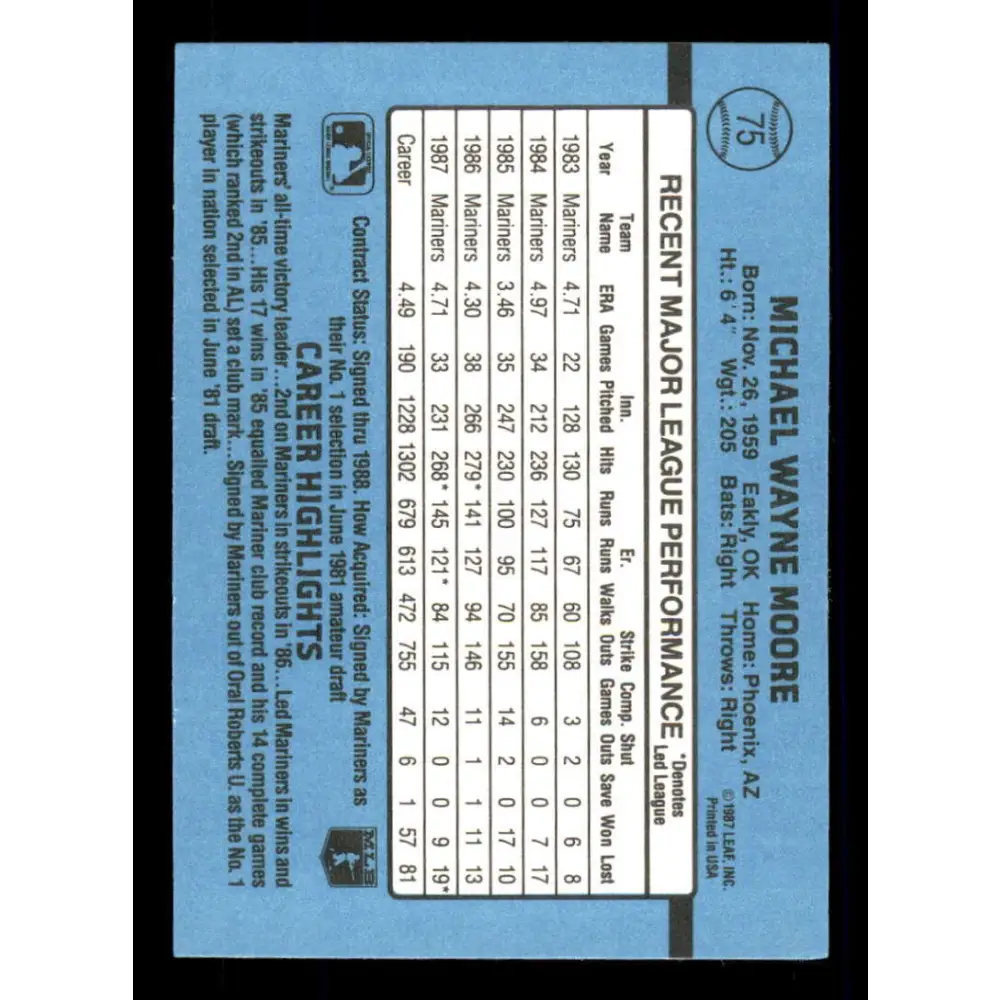 75
MICHAEL WAYNE MOORE
Born: Nov. 26, 1959 Eakly, OK Home: Phoenix, AZ
Ht.: 6' 4" Wgt.: 205 Bats: Right Throws: Right
©1987 LEAF, INC.
Printed in USA
RECENT MAJOR LEAGUE PERFORMANCE
*Denotes
Led League
Team Inn. Er. Strike Comp. Shut
Year Name ERA Games Pitched Hits Runs Runs Walks Outs Games Outs Save Won Lost
1983 Mariners 4.71 22 128 130 75 67 60 108 3 2 0 6 8
1984 Mariners 4.97 34 212 236 127 117 85 158 6 0 0 7 17
1985 Mariners 3.46 35 247 230 100 95 70 155 14 2 0 17 10
1986 Mariners 4.30 38 266 279* 141 127 94 146 11 1 1 11 13
1987 Mariners 4.71 33 231 268* 145 121* 84 115 12 0 0 9 19*
Career 4.49 190 1228 1302 679 613 472 755 47 6 1 57 81
Contract Status: Signed thru 1988. How Acquired: Signed by Mariners as
their No. 1 selection in June 1981 amateur draft
MLB
CAREER HIGHLIGHTS
Mariners' all-time victory leader...2nd on Mariners in strikeouts in '86...Led Mariners in wins and
strikeouts in '85...His 17 wins in '85 equalled Mariner club record and his 14 complete games
(which ranked 2nd in AL) set a club mark...Signed by Mariners out of Oral Roberts U. as the No. 1
player in nation selected in June '81 draft.